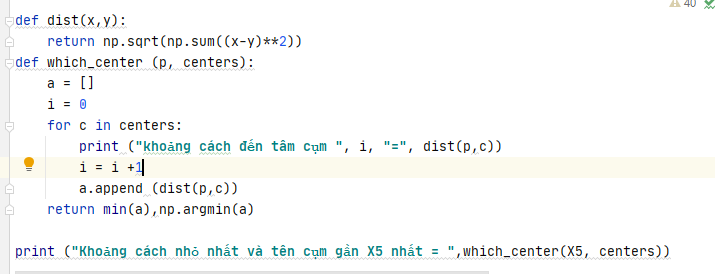 40
def dist(x,y):
    return np.sqrt(np.sum((x-y)**2))
def which_center (p, centers):
    a = []
    i = 0
    for c in centers:
        print ("khoảng cách đến tâm cụm ", i, "=", dist(p,c))
        i = i +1
        a.append (dist(p,c))
    return min(a),np.argmin(a)
print ("Khoảng cách nhỏ nhất và tên cụm gần X5 nhất = ",which_center(X5, centers))